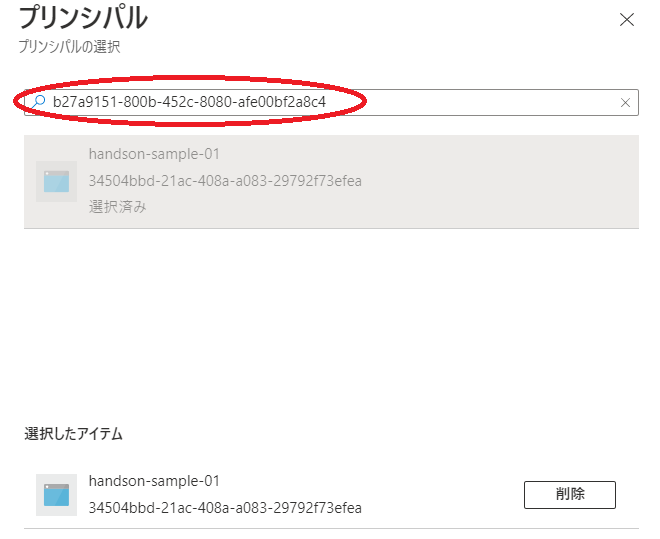 プリンシパル
プリンシパルの選択
b27a9151-800b-452c-8080-afe00bf2a8c4
handson-sample-01
34504bbd-21ac-408a-a083-29792f73efea
選択済み
選択したアイテム
handson-sample-01
34504bbd-21ac-408a-a083-29792f73efea
削除